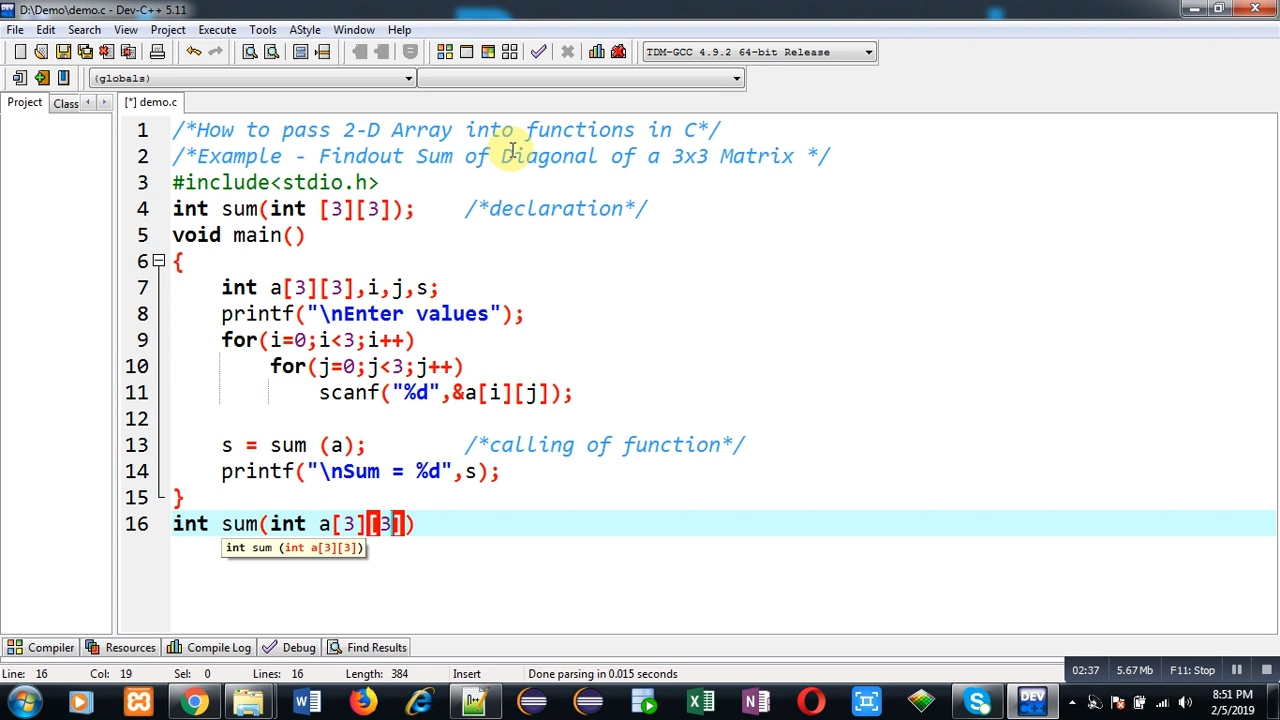 D:\Demo\demo.c - Dev-C++ 5.11
File Edit Search View Project Execute Tools AStyle Window Help
TDM-GCC 4.9.2 64-bit Release
(globals)
Project Class [*] demo.c
1 /*How to pass 2-D Array into functions in C*/
2 /*Example - Findout Sum of Diagonal of a 3x3 Matrix */
3 #include<stdio.h>
4 int sum(int [3][3]); /*declaration*/
5 void main()
6 {
7 int a[3][3],i,j,s;
8 printf("\nEnter values");
9 for(i=0;i<3;i++)
10 for(j=0;j<3;j++)
11 scanf("%d",&a[i][j]);
12
13 s = sum (a); /*calling of function*/
14 printf("\nSum = %d",s);
15 }
16 int sum(int a[3][3])
int sum (int a[3][3])
Compiler Resources Compile Log Debug Find Results
Line: 16 Col: 19 Sel: 0 Lines: 16 Length: 384 Insert Done parsing in 0.015 seconds 02:37 5.67Mb F11: Stop
8:51 PM
2/5/2019